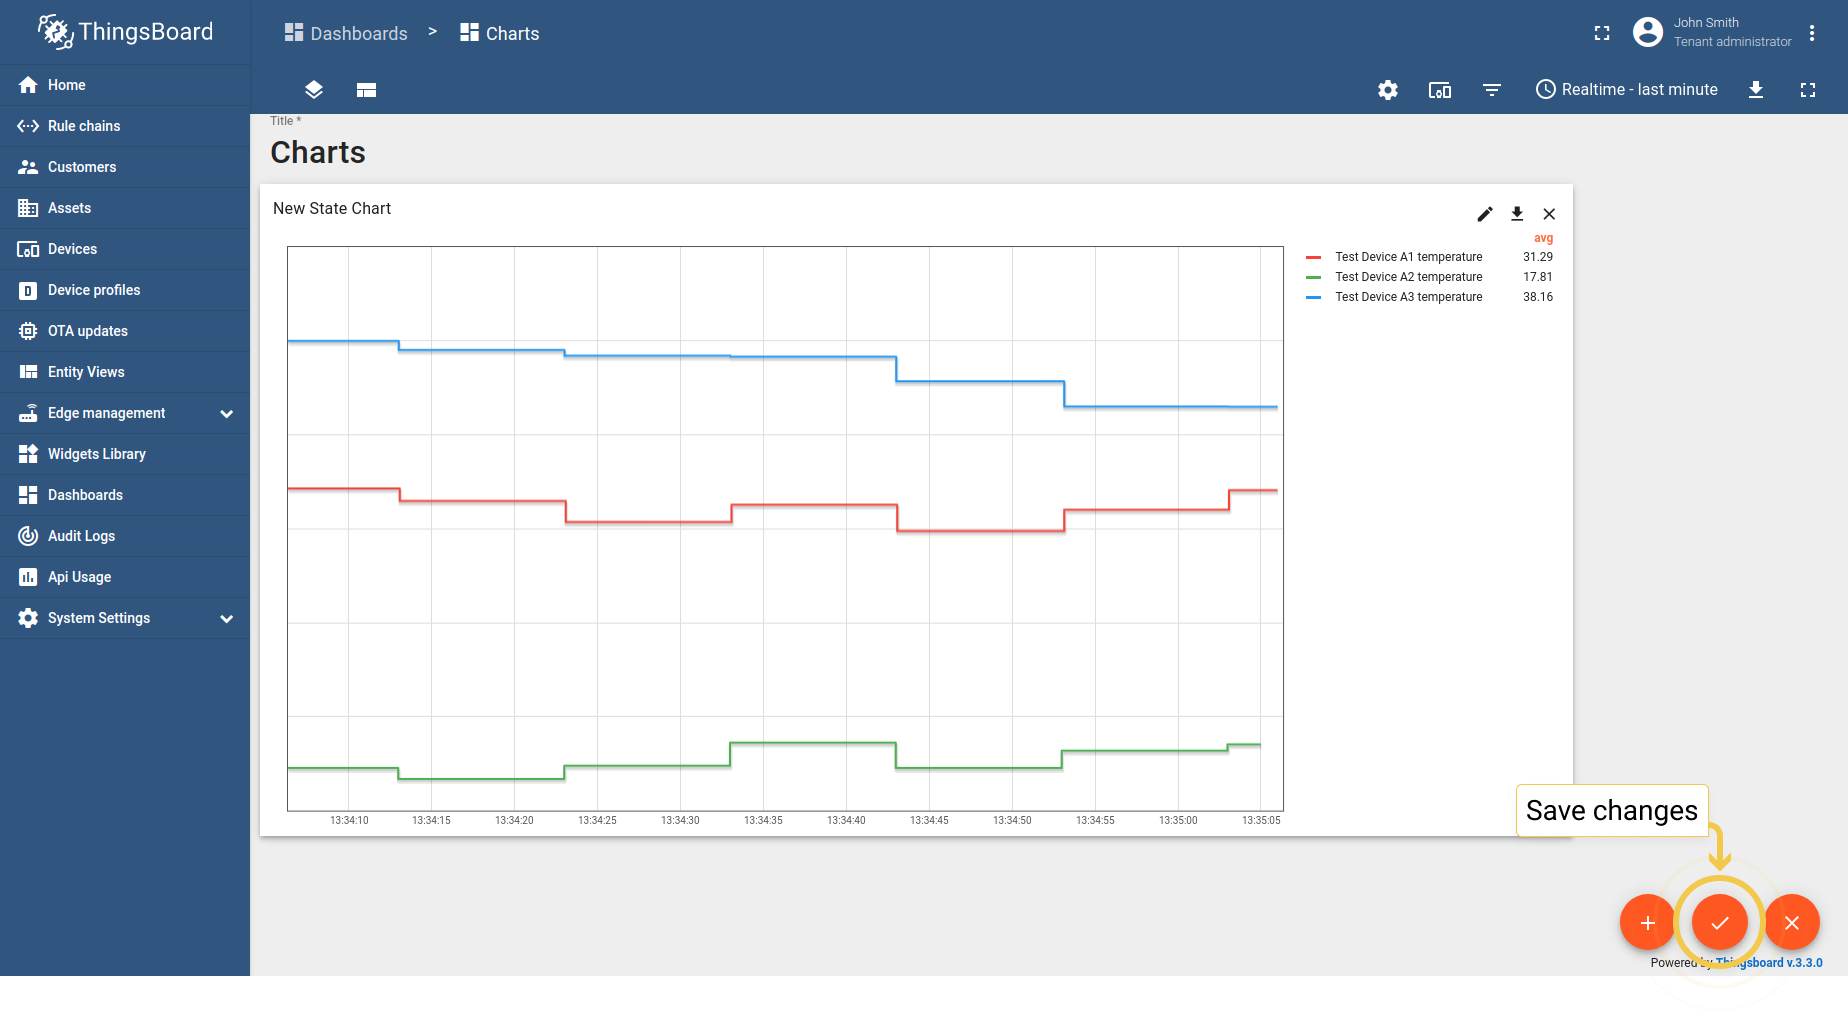 ThingsBoard
Dashboards > Charts
John Smith
Tenant administrator
Home
Rule chains
Customers
Assets
Devices
Device profiles
OTA updates
Entity Views
Edge management
Widgets Library
Dashboards
Audit Logs
Api Usage
System Settings
Realtime - last minute
Title *
Charts
New State Chart
avg
Test Device A1 temperature 31.29
Test Device A2 temperature 17.81
Test Device A3 temperature 38.16
13:34:10 13:34:15 13:34:20 13:34:25 13:34:30 13:34:35 13:34:40 13:34:45 13:34:50 13:34:55 13:35:00 13:35:05
Save changes
Powered by Thingsboard v.3.3.0